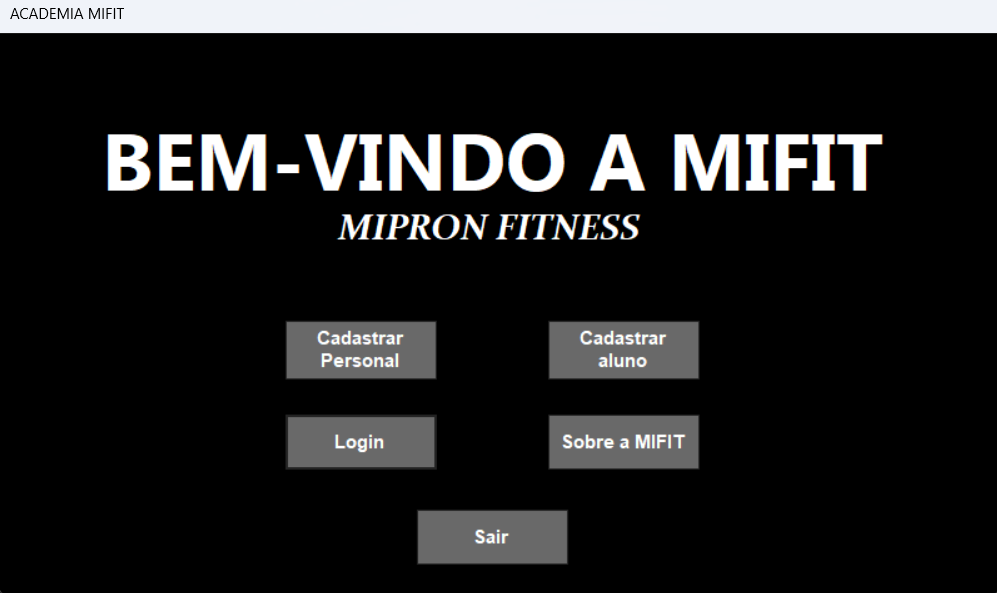 ACADEMIA MIFIT
BEM-VINDO A MIFIT
MIPRON FITNESS
Cadastrar
Personal
Cadastrar
aluno
Login
Sobre a MIFIT
Sair